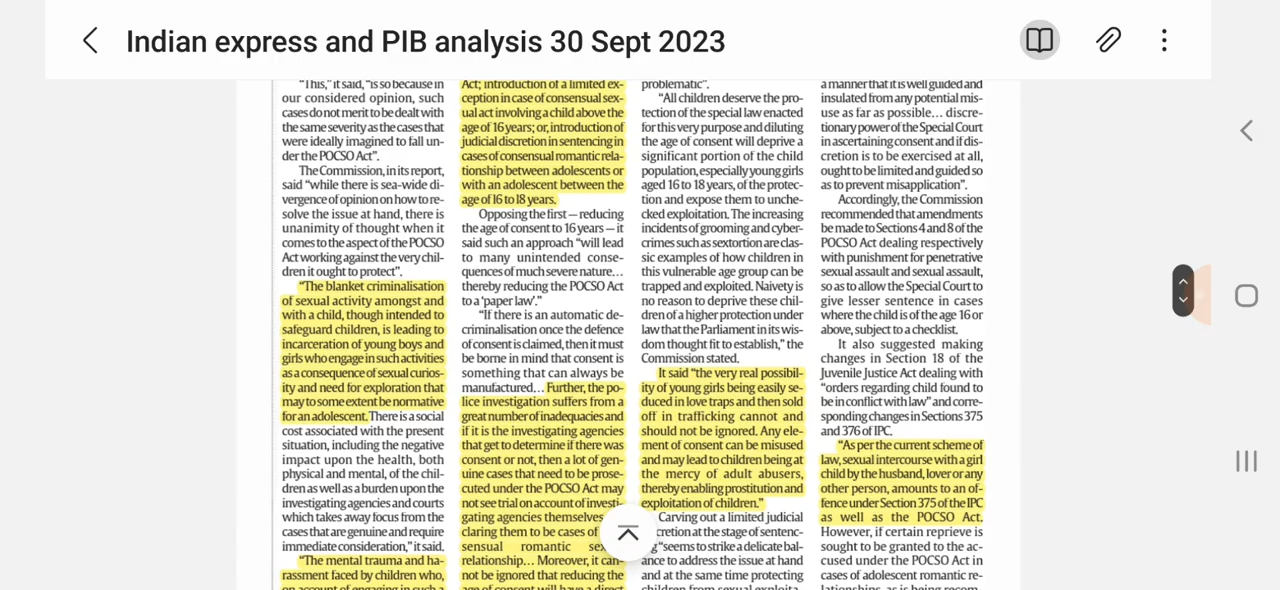 Indian express and PIB analysis 30 Sept 2023
"This," it said, "is so because in
our considered opinion, such
cases do not merit to be dealt with
the same severity as the cases that
were ideally imagined to fall un-
der the POCSO Act".
The Commission, in its report,
said "while there is sea-wide di-
vergence of opinion on how to re-
solve the issue at hand, there is
unanimity of thought when it
comes to the aspect of the POCSO
Act working against the very chil-
dren it ought to protect".
"The blanket criminalisation
of sexual activity amongst and
with a child, though intended to
safeguard children, is leading to
incarceration of young boys and
girls who engage in such activities
as a consequence of sexual curios-
ity and need for exploration that
may to some extent be normative
for an adolescent. There is a social
cost associated with the present
situation, including the negative
impact upon the health, both
physical and mental, of the chil-
dren as well as a burden upon the
investigating agencies and courts
which takes away focus from the
cases that are genuine and require
immediate consideration," it said.
"The mental trauma and ha-
rassment faced by children who,
on account of engaging in such a
Act; introduction of a limited ex-
ception in case of consensual sex-
ual act involving a child above the
age of 16 years; or, introduction of
judicial discretion in sentencing in
cases of consensual romantic rela-
tionship between adolescents or
with an adolescent between the
age of 16 to 18 years.
Opposing the first — reducing
the age of consent to 16 years — it
said such an approach "will lead
to many unintended conse-
quences of much severe nature...
thereby reducing the POCSO Act
to a 'paper law'."
"If there is an automatic de-
criminalisation once the defence
of consent is claimed, then it must
be borne in mind that consent is
something that can always be
manufactured... Further, the po-
lice investigation suffers from a
great number of inadequacies and
if it is the investigating agencies
that get to determine if there was
consent or not, then a lot of gen-
uine cases that need to be prose-
cuted under the POCSO Act may
not see trial on account of investi-
gating agencies themselves
claring them to be cases of
sensual romantic sex
relationship... Moreover, it can-
not be ignored that reducing the
age of consent will have a direct
problematic".
"All children deserve the pro-
tection of the special law enacted
for this very purpose and diluting
the age of consent will deprive a
significant portion of the child
population, especially young girls
aged 16 to 18 years, of the protec-
tion and expose them to unche-
cked exploitation. The increasing
incidents of grooming and cyber-
crimes such as sextortion are clas-
sic examples of how children in
this vulnerable age group can be
trapped and exploited. Naivety is
no reason to deprive these chil-
dren of a higher protection under
law that the Parliament in its wis-
dom thought fit to establish," the
Commission stated.
It said "the very real possibil-
ity of young girls being easily se-
duced in love traps and then sold
off in trafficking cannot and
should not be ignored. Any ele-
ment of consent can be misused
and may lead to children being at
the mercy of adult abusers,
thereby enabling prostitution and
exploitation of children."
Carving out a limited judicial
cretion at the stage of sentenc-
g "seems to strike a delicate bal-
ance to address the issue at hand
and at the same time protecting
children from sexual exploita-
a manner that it is well guided and
insulated from any potential mis-
use as far as possible... discre-
tionary power of the Special Court
in ascertaining consent and if dis-
cretion is to be exercised at all,
ought to be limited and guided so
as to prevent misapplication".
Accordingly, the Commission
recommended that amendments
be made to Sections 4 and 8 of the
POCSO Act dealing respectively
with punishment for penetrative
sexual assault and sexual assault,
so as to allow the Special Court to
give lesser sentence in cases
where the child is of the age 16 or
above, subject to a checklist.
It also suggested making
changes in Section 18 of the
Juvenile Justice Act dealing with
"orders regarding child found to
be in conflict with law" and corre-
sponding changes in Sections 375
and 376 of IPC.
"As per the current scheme of
law, sexual intercourse with a girl
child by the husband, lover or any
other person, amounts to an of-
fence under Section 375 of the IPC
as well as the POCSO Act.
However, if certain reprieve is
sought to be granted to the ac-
cused under the POCSO Act in
cases of adolescent romantic re-
lationships, as is being recom-